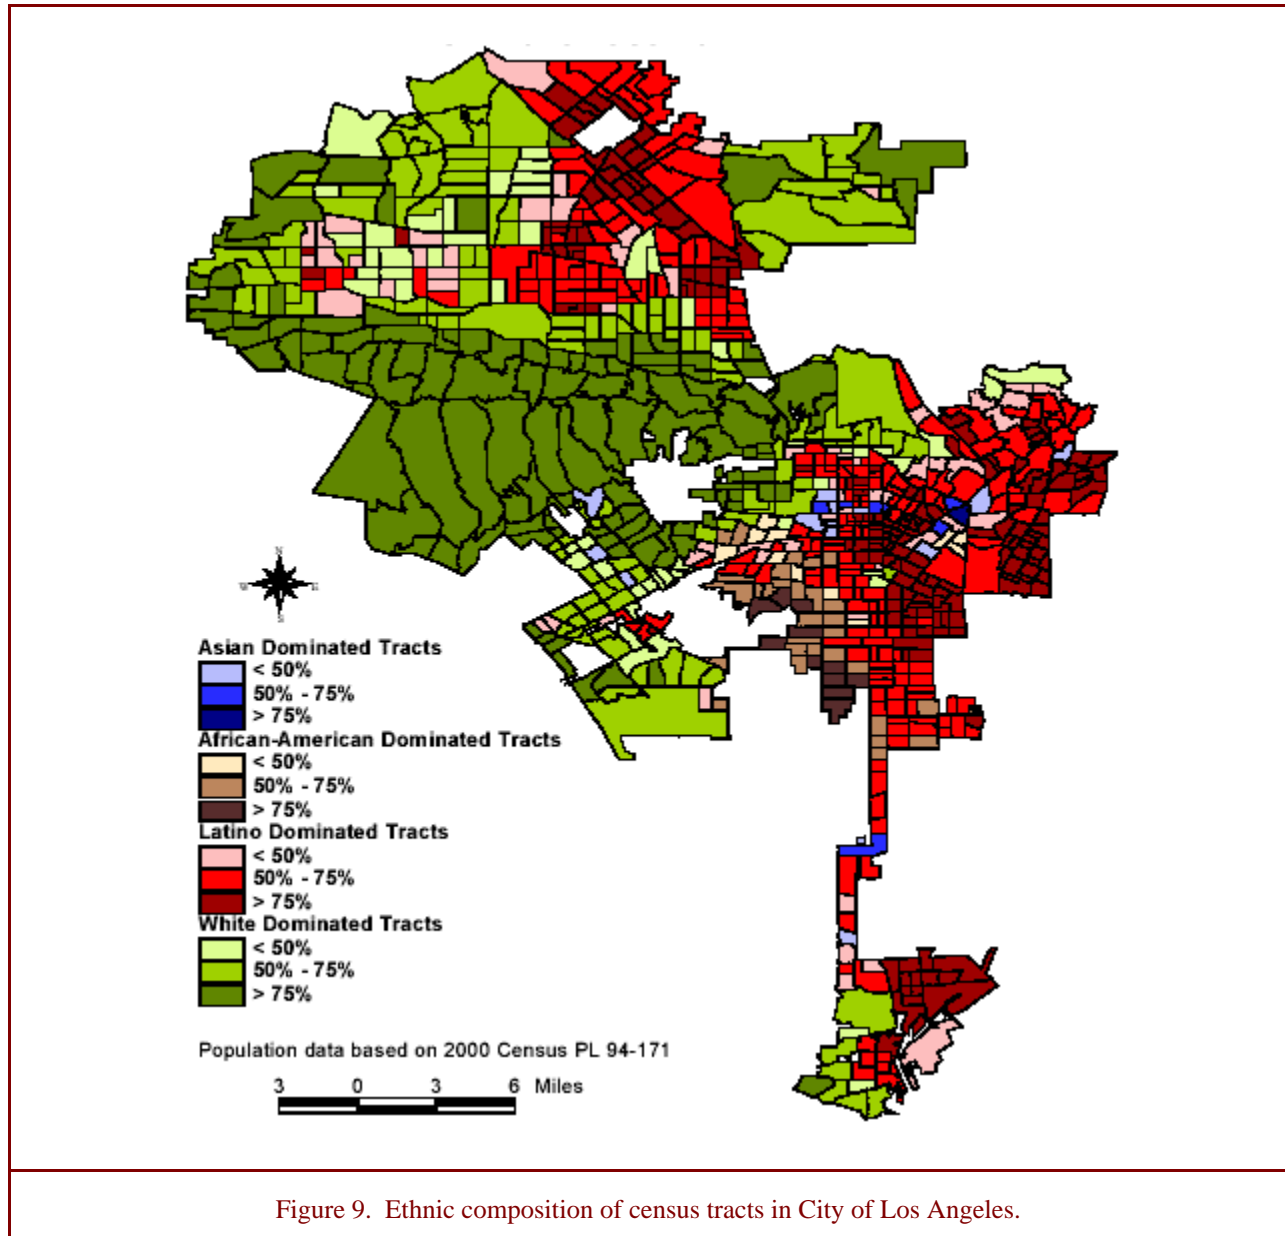 N
W E
S
Asian Dominated Tracts
< 50%
50% - 75%
> 75%
African-American Dominated Tracts
< 50%
50% - 75%
> 75%
Latino Dominated Tracts
< 50%
50% - 75%
> 75%
White Dominated Tracts
< 50%
50% - 75%
> 75%
Population data based on 2000 Census PL 94-171
3 0 3 6 Miles
Figure 9. Ethnic composition of census tracts in City of Los Angeles.